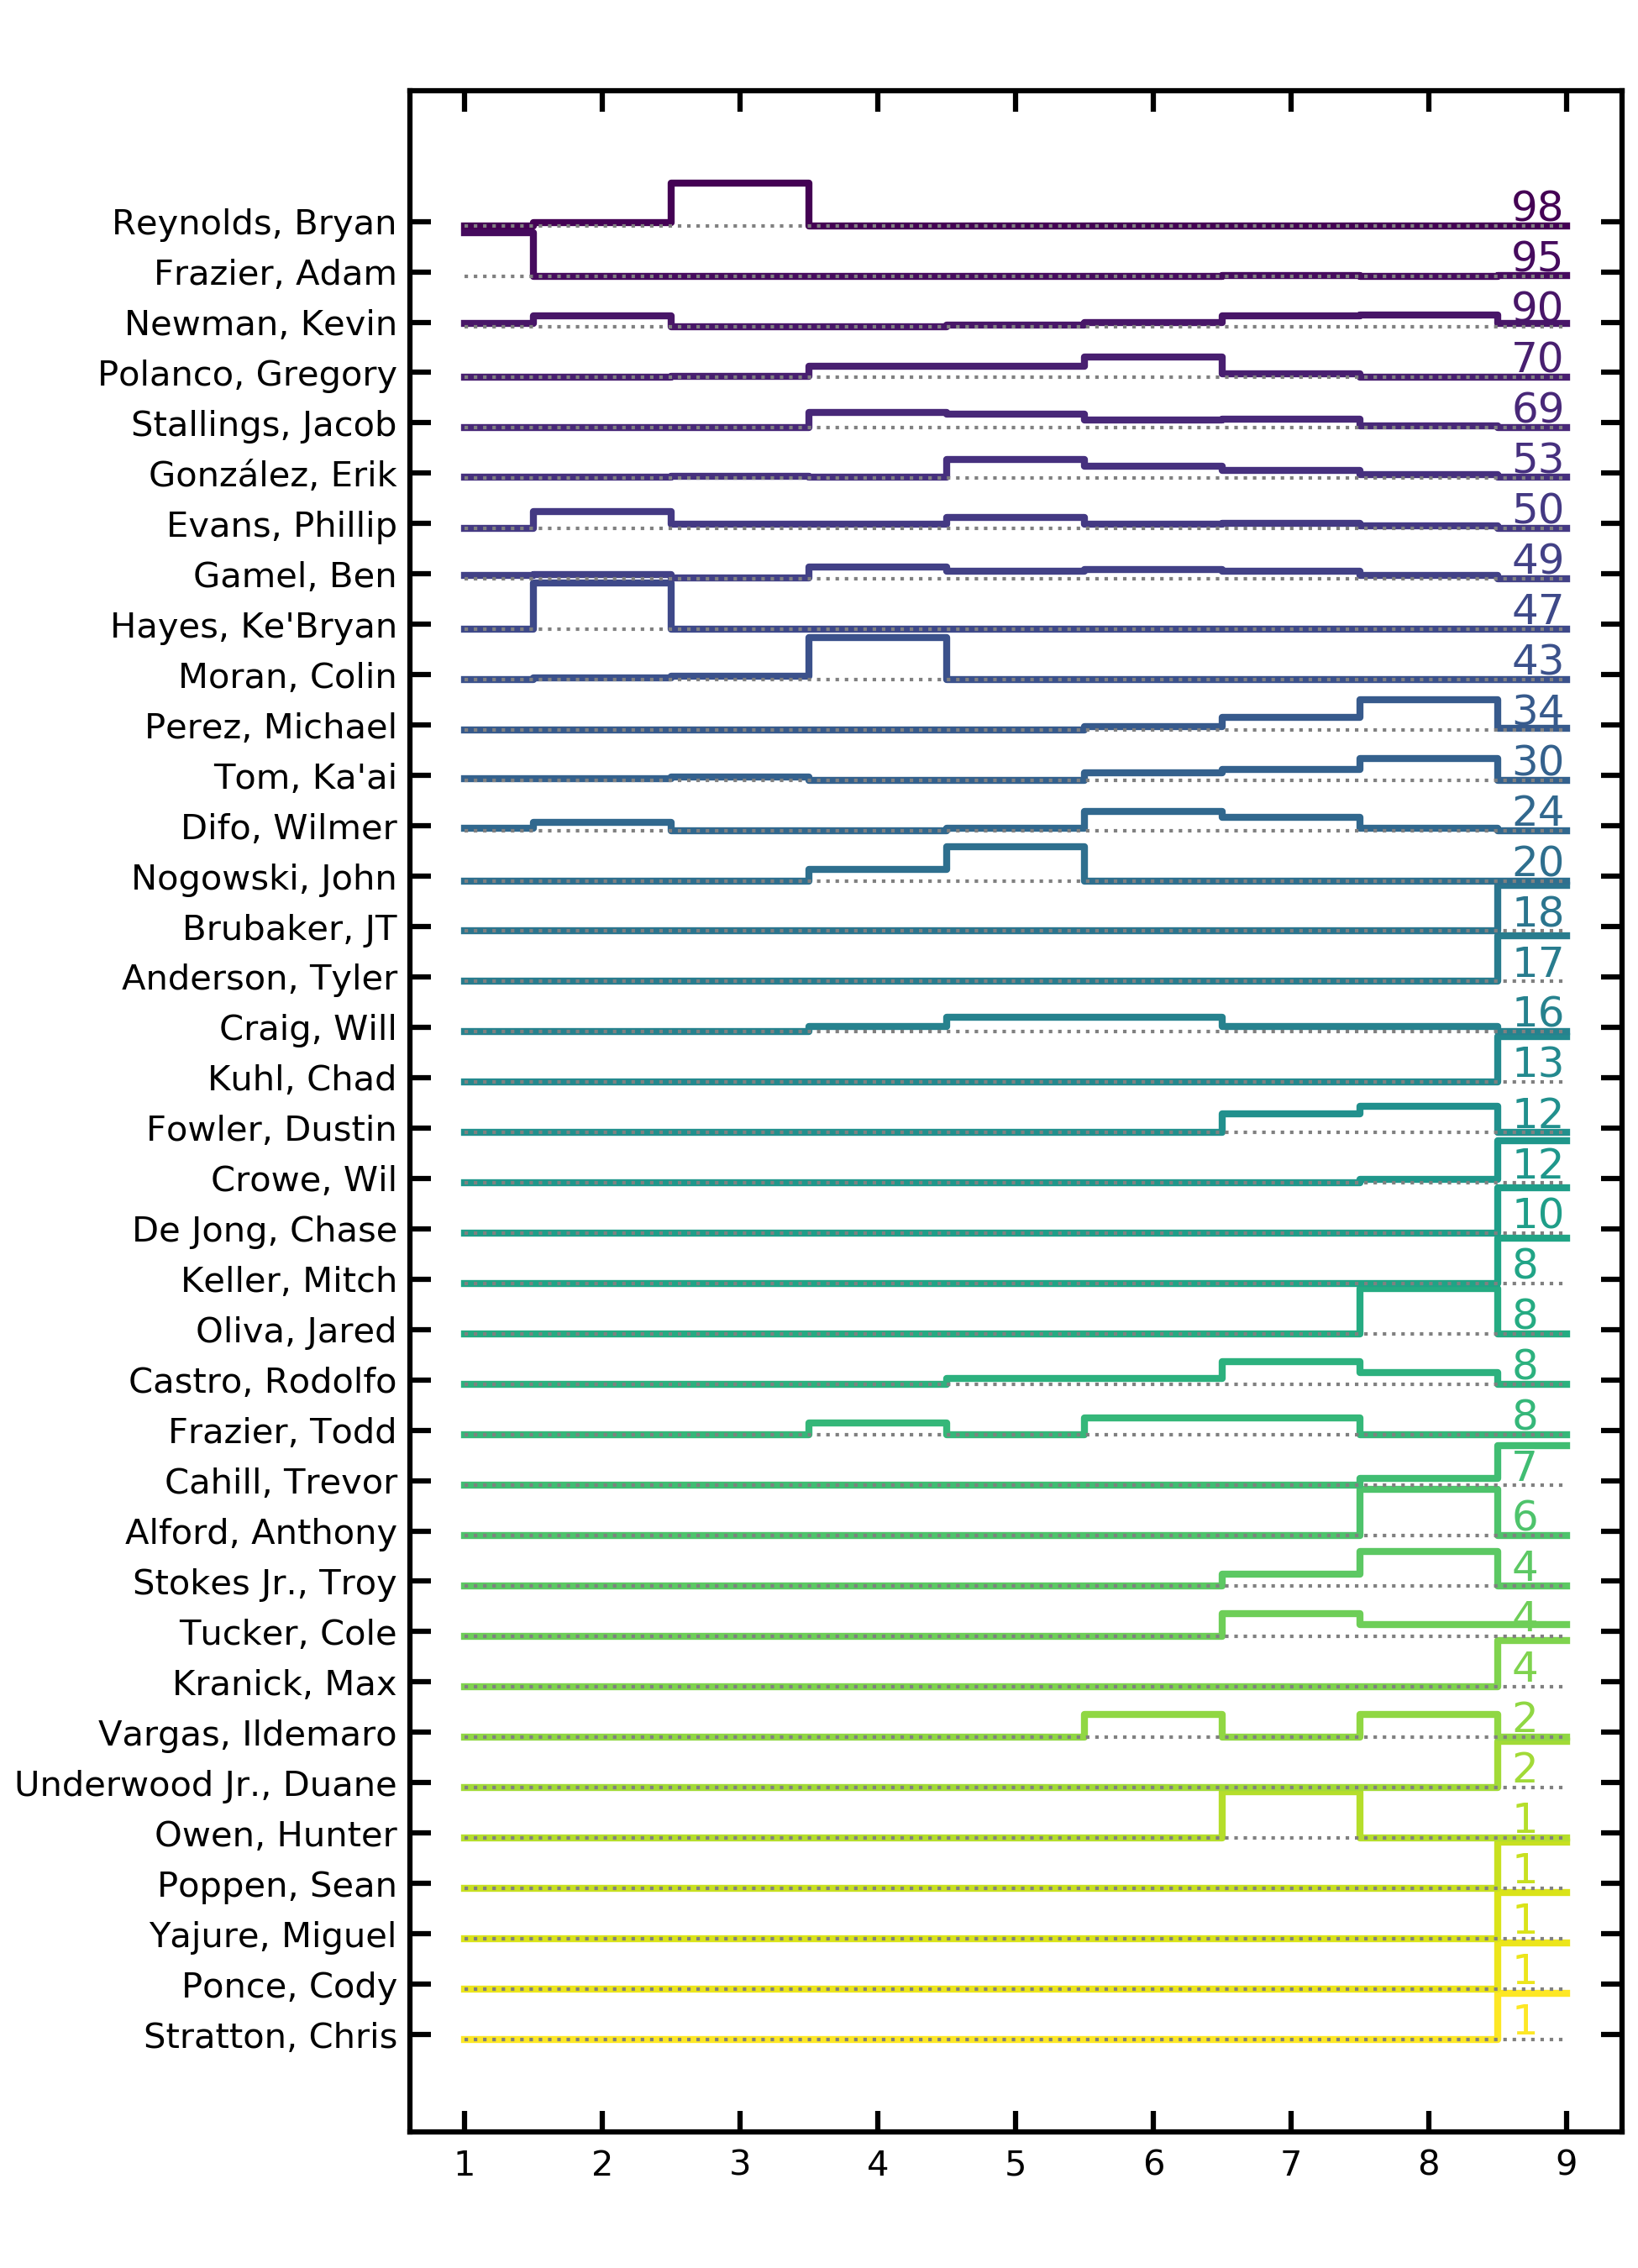 Reynolds, Bryan 98
Frazier, Adam 95
Newman, Kevin 90
Polanco, Gregory 70
Stallings, Jacob 69
González, Erik 53
Evans, Phillip 50
Gamel, Ben 49
Hayes, Ke'Bryan 47
Moran, Colin 43
Perez, Michael 34
Tom, Ka'ai 30
Difo, Wilmer 24
Nogowski, John 20
Brubaker, JT 18
Anderson, Tyler 17
Craig, Will 16
Kuhl, Chad 13
Fowler, Dustin 12
Crowe, Wil 12
De Jong, Chase 10
Keller, Mitch 8
Oliva, Jared 8
Castro, Rodolfo 8
Frazier, Todd 8
Cahill, Trevor 7
Alford, Anthony 6
Stokes Jr., Troy 4
Tucker, Cole 4
Kranick, Max 4
Vargas, Ildemaro 2
Underwood Jr., Duane 2
Owen, Hunter 1
Poppen, Sean 1
Yajure, Miguel 1
Ponce, Cody 1
Stratton, Chris 1
1 2 3 4 5 6 7 8 9